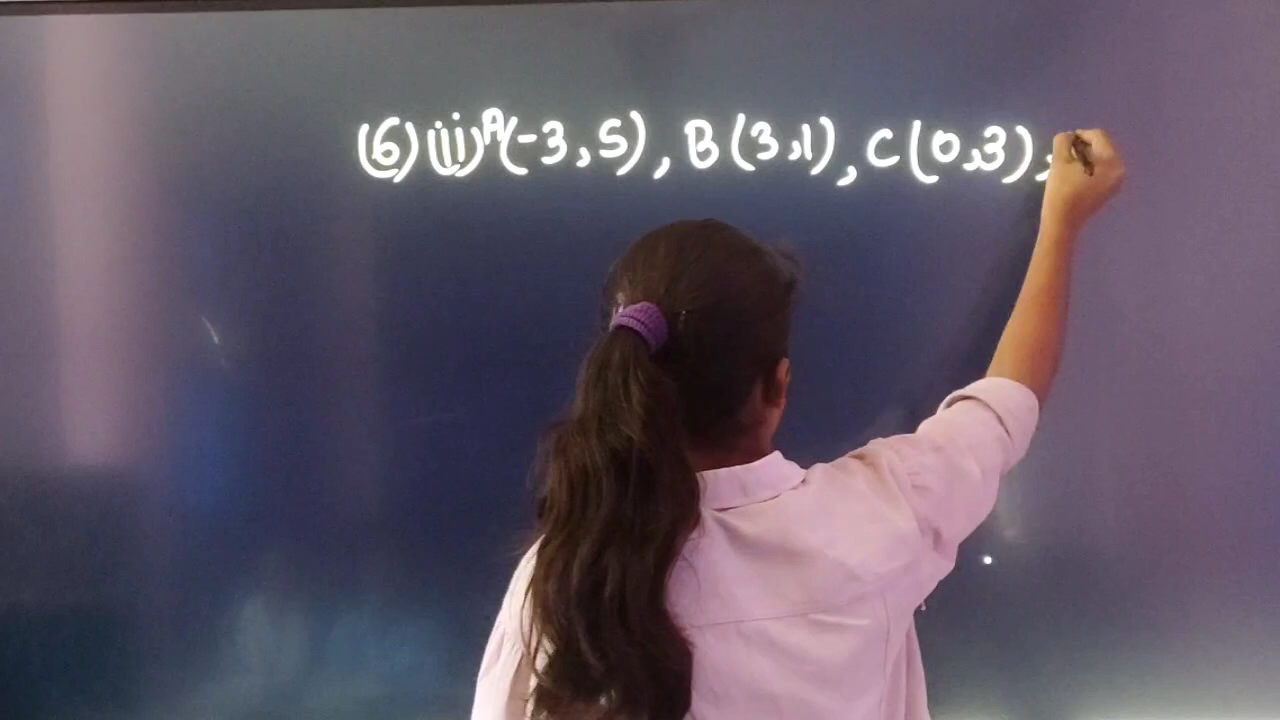 (6) (ii) A(-3,5), B(3,1), C(0,3),